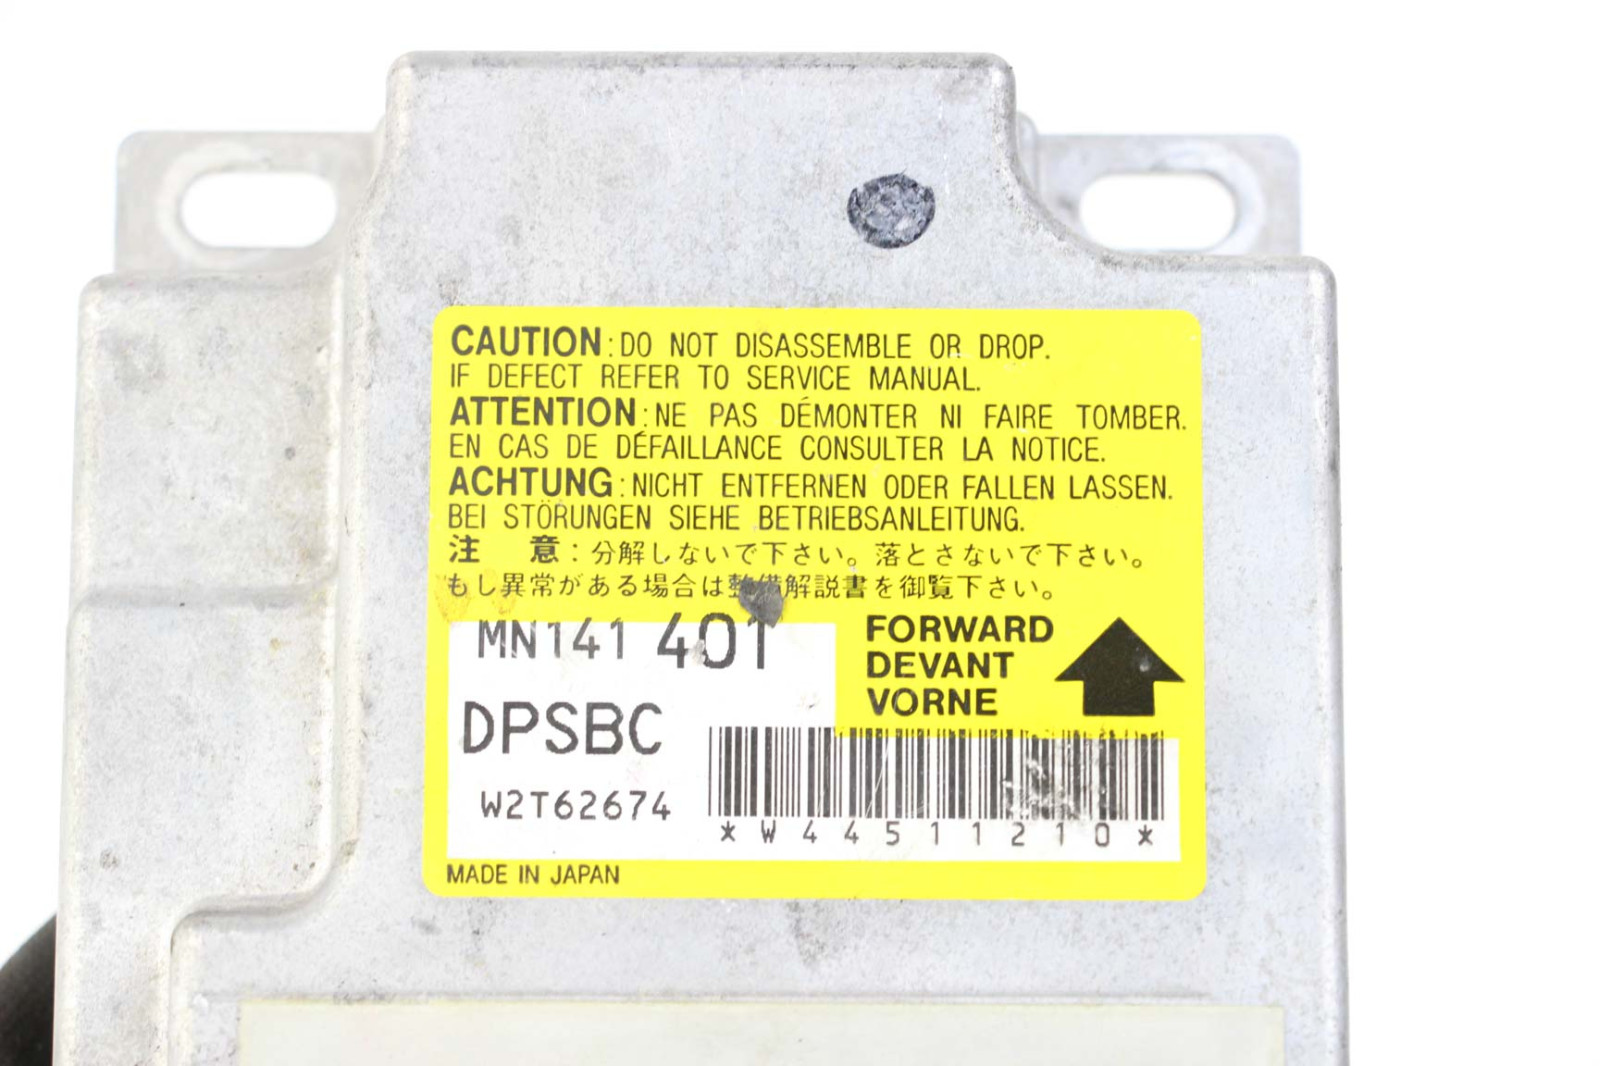 CAUTION:DO NOT DISASSEMBLE OR DROP.
IF DEFECT REFER TO SERVICE MANUAL.
ATTENTION:NE PAS DÉMONTER NI FAIRE TOMBER.
EN CAS DE DÉFAILLANCE CONSULTER LA NOTICE.
ACHTUNG:NICHT ENTFERNEN ODER FALLEN LASSEN.
BEI STÖRUNGEN SIEHE BETRIEBSANLEITUNG.
注 意:分解しないで下さい。落とさないで下さい。
もし異常がある場合は整備解説書を御覧下さい。
MN141 401
FORWARD
DEVANT
VORNE
DPSBC
W2T62674
*W44511210*
MADE IN JAPAN